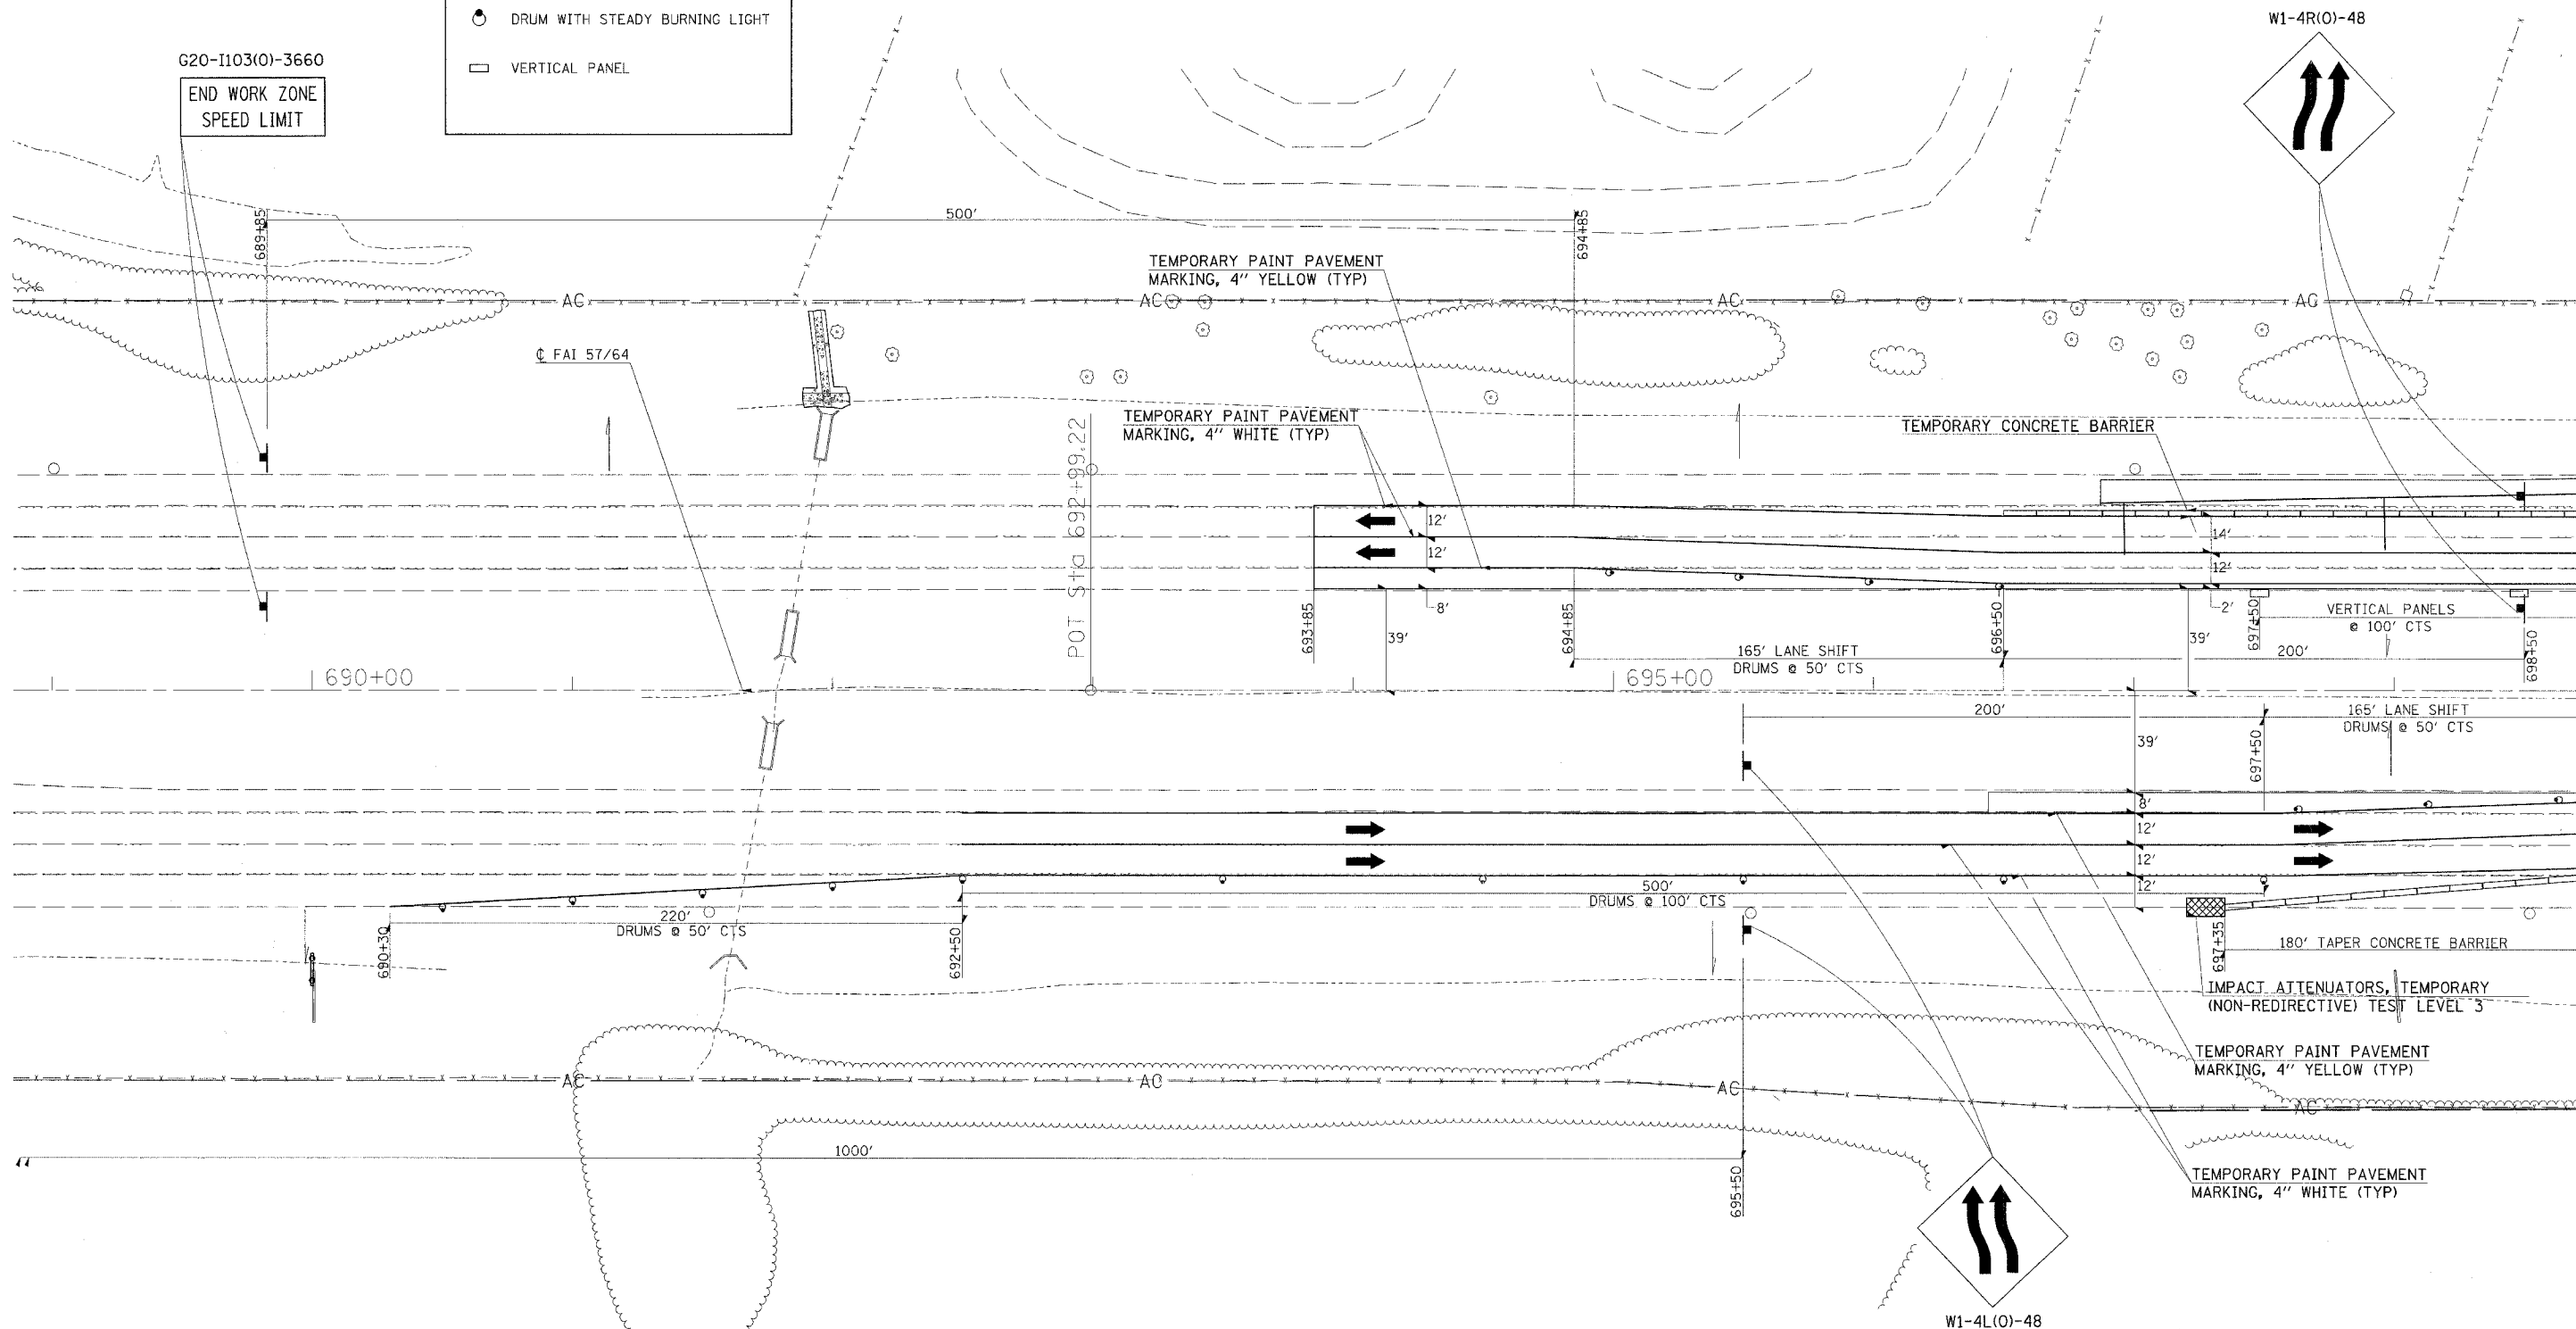 DRUM WITH STEADY BURNING LIGHT
VERTICAL PANEL
G20-I103(O)-3660
END WORK ZONE
SPEED LIMIT
W1-4R(O)-48
689+85
500'
694+85
TEMPORARY PAINT PAVEMENT
MARKING, 4" YELLOW (TYP)
AC
AC
AC
AC
℄ FAI 57/64
TEMPORARY PAINT PAVEMENT
MARKING, 4" WHITE (TYP)
TEMPORARY CONCRETE BARRIER
POT Sta 692+99.22
12'
12'
8'
14'
12'
2'
693+85
39'
694+85
165' LANE SHIFT
DRUMS @ 50' CTS
696+50
39'
697+50
VERTICAL PANELS
@ 100' CTS
200'
698+50
690+00
695+00
200'
165' LANE SHIFT
DRUMS @ 50' CTS
39'
697+50
8'
12'
12'
12'
500'
DRUMS @ 100' CTS
220'
DRUMS @ 50' CTS
690+30
692+50
697+35
180' TAPER CONCRETE BARRIER
IMPACT ATTENUATORS, TEMPORARY
(NON-REDIRECTIVE) TEST LEVEL 3
TEMPORARY PAINT PAVEMENT
MARKING, 4" YELLOW (TYP)
AC
AC
AC
AC
1000'
695+50
TEMPORARY PAINT PAVEMENT
MARKING, 4" WHITE (TYP)
W1-4L(O)-48